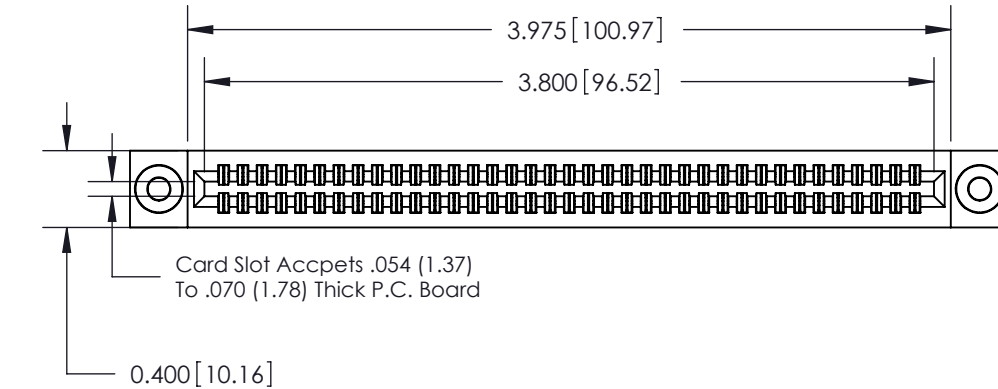 3.975[100.97]
3.800[96.52]
Card Slot Accpets .054 (1.37)
To .070 (1.78) Thick P.C. Board
0.400[10.16]